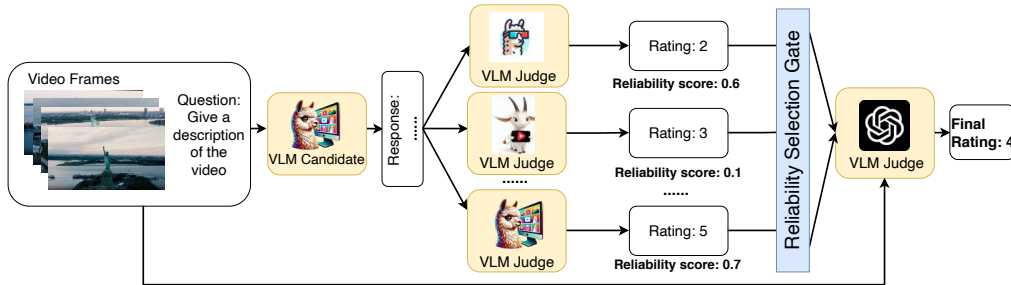 Video Frames
Question:
Give a
description
of the
video
VLM Candidate
Response:
......
VLM Judge
Rating: 2
Reliability score: 0.6
VLM Judge
Rating: 3
Reliability score: 0.1
......
......
VLM Judge
Rating: 5
Reliability score: 0.7
Reliability Selection Gate
VLM Judge
Final
Rating: 4